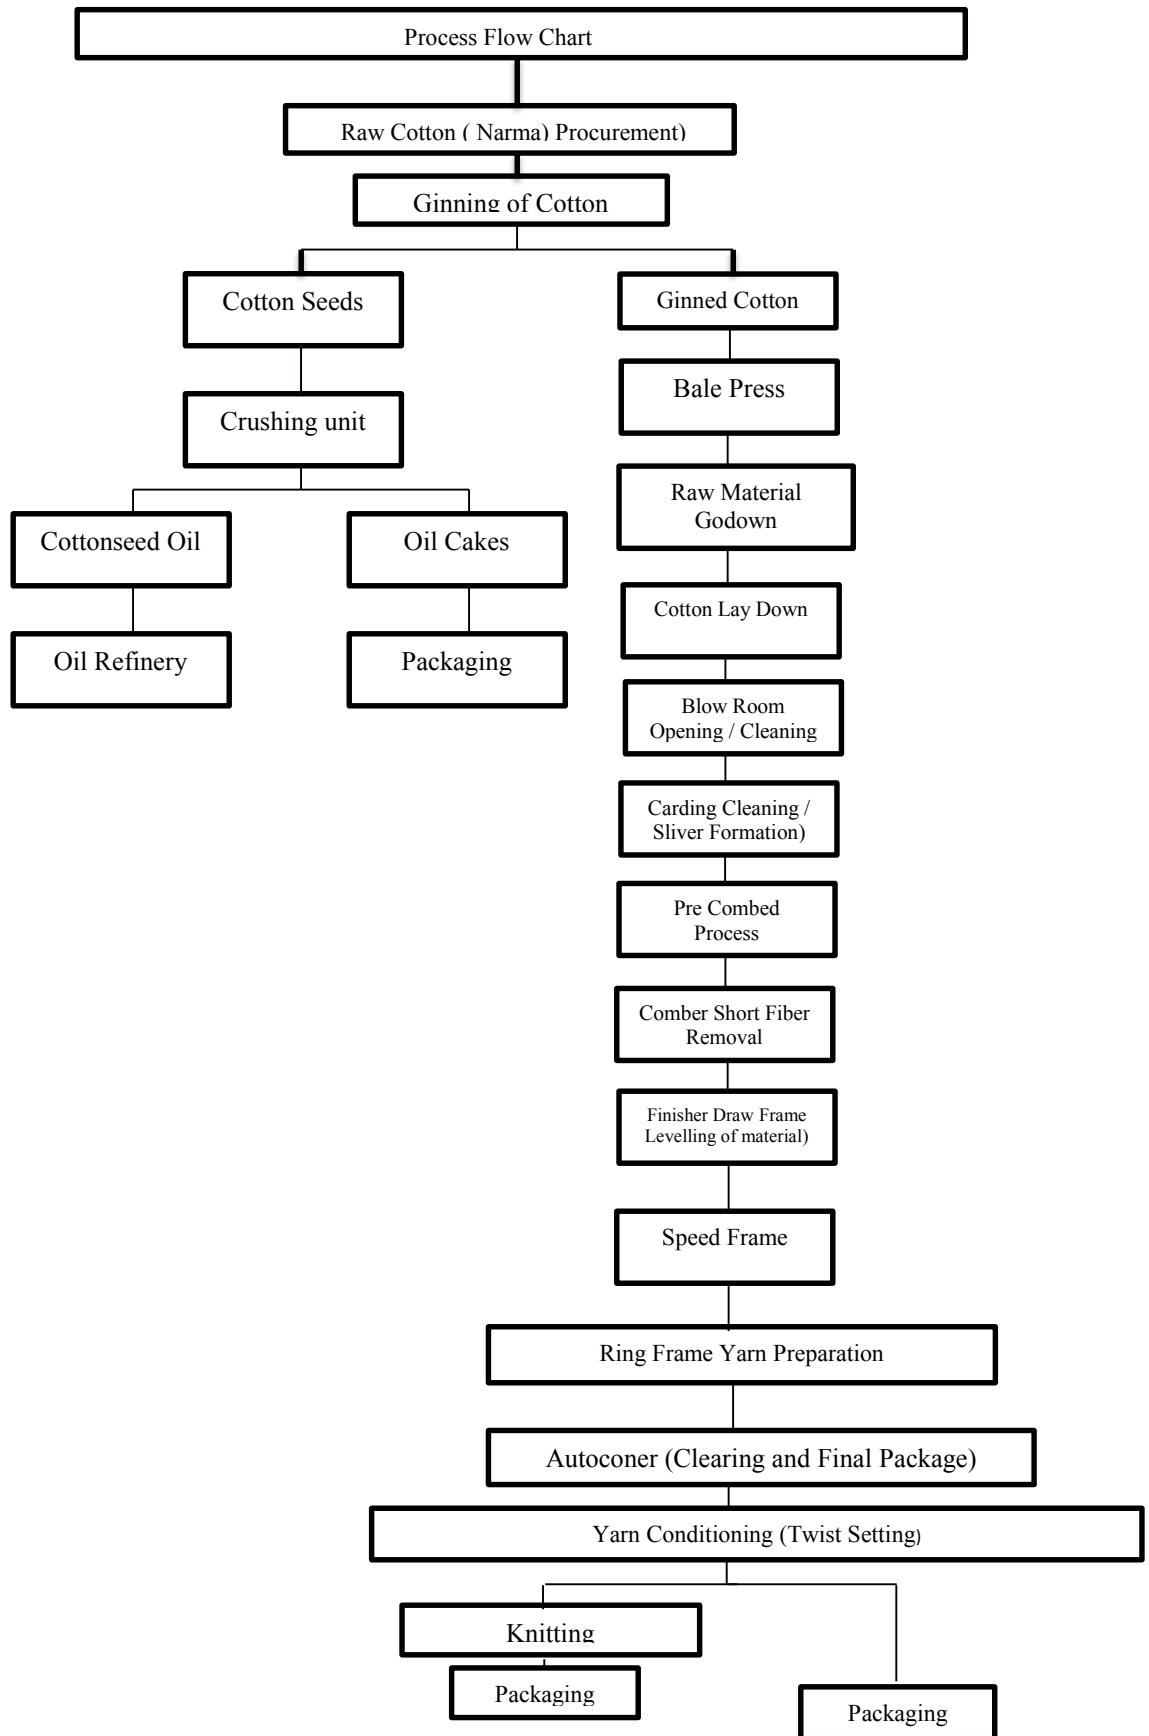 Process Flow Chart
Raw Cotton ( Narma) Procurement)
Ginning of Cotton
Cotton Seeds
Ginned Cotton
Crushing unit
Bale Press
Cottonseed Oil
Oil Cakes
Raw Material
Godown
Oil Refinery
Packaging
Cotton Lay Down
Blow Room
Opening / Cleaning
Carding Cleaning /
Sliver Formation)
Pre Combed
Process
Comber Short Fiber
Removal
Finisher Draw Frame
Levelling of material)
Speed Frame
Ring Frame Yarn Preparation
Autoconer (Clearing and Final Package)
Yarn Conditioning (Twist Setting)
Knitting
Packaging
Packaging